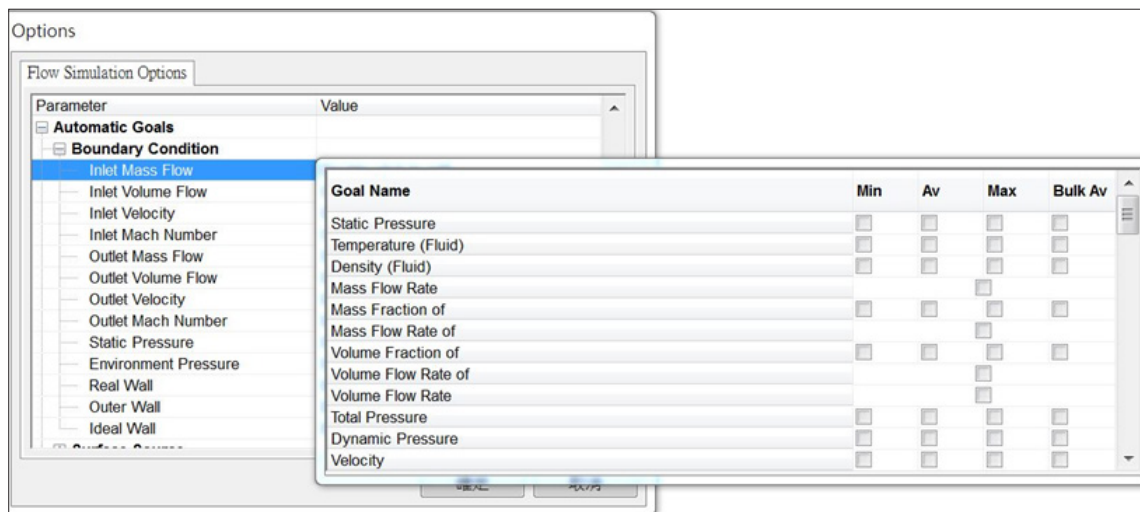 Options
Flow Simulation Options
Parameter Value
Automatic Goals
Boundary Condition
Inlet Mass Flow
Inlet Volume Flow
Inlet Velocity
Inlet Mach Number
Outlet Mass Flow
Outlet Volume Flow
Outlet Velocity
Outlet Mach Number
Static Pressure
Environment Pressure
Real Wall
Outer Wall
Ideal Wall
Goal Name Min Av Max Bulk Av
Static Pressure
Temperature (Fluid)
Density (Fluid)
Mass Flow Rate
Mass Fraction of
Mass Flow Rate of
Volume Fraction of
Volume Flow Rate of
Volume Flow Rate
Total Pressure
Dynamic Pressure
Velocity